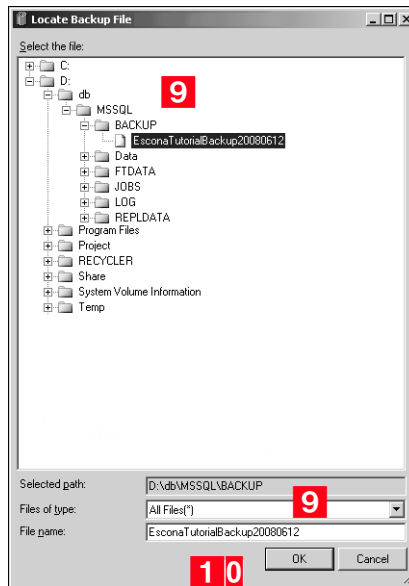 Locate Backup File
Select the file:
C:
D:
9
db
MSSQL
BACKUP
EsconaTutorialBackup20080612
Data
FTDATA
JOBS
LOG
REPLDATA
Program Files
Project
RECYCLER
Share
System Volume Information
Temp
Selected path: D:\db\MSSQL\BACKUP
9
Files of type: All Files(*)
File name: EsconaTutorialBackup20080612
10
OK Cancel